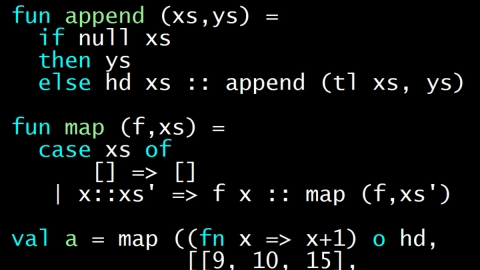 fun append (xs,ys) =
if null xs
then ys
else hd xs :: append (tl xs, ys)
fun map (f,xs) =
case xs of
[] => []
| x::xs' => f x :: map (f,xs')
val a = map ((fn x => x+1) o hd,
[[9, 10, 15],